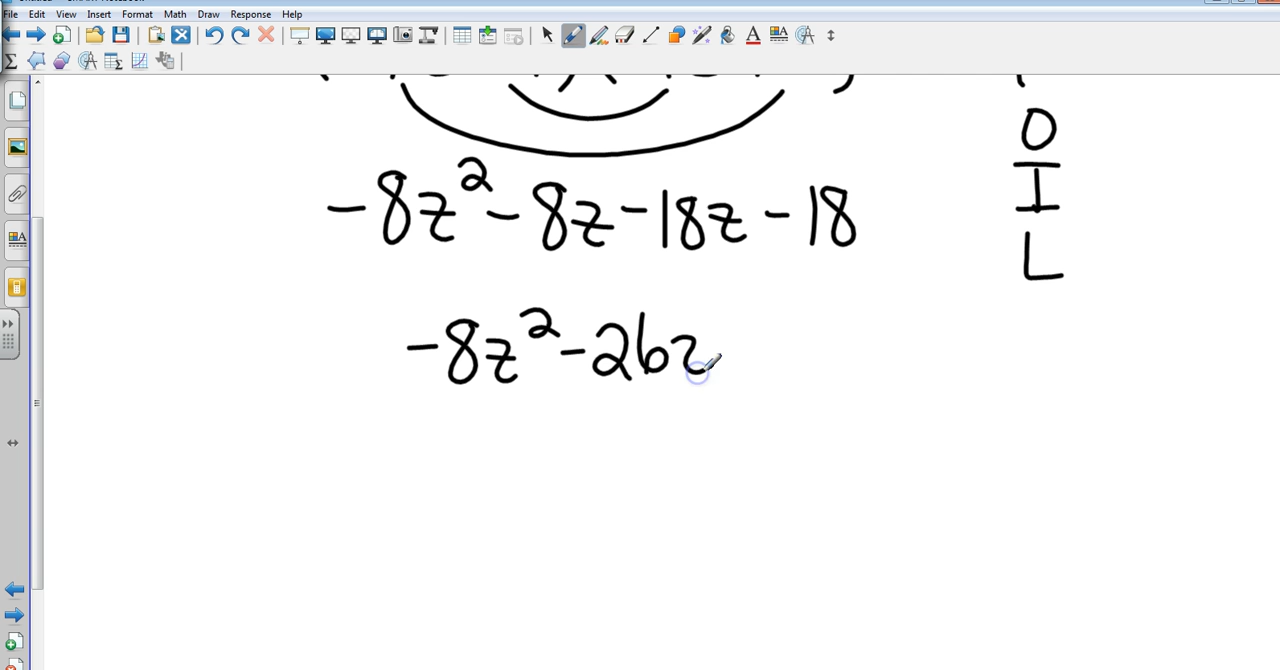 File Edit View Insert Format Math Draw Response Help
O
I
L
-8z² - 8z - 18z - 18
-8z² - 26z